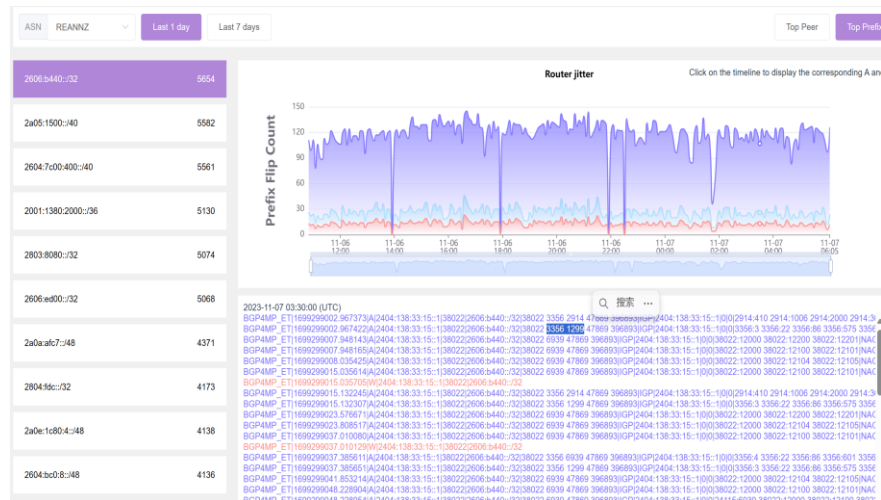 ASN REANNZ Last 1 day Last 7 days Top Peer Top Prefix
2606:b440::/32 5654
2a05:1500::/40 5582
2604:7c00:400::/40 5561
2001:1380:2000::/36 5130
2803:8080::/32 5074
2606:ed00::/32 5068
2a0a:afc7::/48 4371
2804:fdc::/32 4173
2a0e:1c80:4::/48 4138
2604:bc0:8::/48 4136
Router jitter
Click on the timeline to display the corresponding A and
Prefix Flip Count
150
120
90
60
30
0
11-06 12:00
11-06 14:00
11-06 16:00
11-06 18:00
11-06 20:00
11-06 22:00
11-07 00:00
11-07 02:00
11-07 04:00
11-07 06:05
搜索 ...
2023-11-07 03:30:00 (UTC)
BGP4MP_ET|1699299002.967373|A|2404:138:33:15::1|38022|2606:b440::/32|38022 3356 2914 47869 396893|IGP|2404:138:33:15::1|0|0|2914:410 2914:1006 2914:2000 2914:3
BGP4MP_ET|1699299002.967422|A|2404:138:33:15::1|38022|2606:b440::/32|38022 3356 1299 47869 396893|IGP|2404:138:33:15::1|0|0|3356:3 3356:22 3356:86 3356:575 3356
BGP4MP_ET|1699299007.948143|A|2404:138:33:15::1|38022|2606:b440::/32|38022 6939 47869 396893|IGP|2404:138:33:15::1|0|0|38022:12000 38022:12200 38022:12201|NAG
BGP4MP_ET|1699299007.948165|A|2404:138:33:15::1|38022|2606:b440::/32|38022 6939 47869 396893|IGP|2404:138:33:15::1|0|0|38022:12000 38022:12100 38022:12101|NAG
BGP4MP_ET|1699299008.035425|A|2404:138:33:15::1|38022|2606:b440::/32|38022 6939 47869 396893|IGP|2404:138:33:15::1|0|0|38022:12000 38022:12104 38022:12105|NAG
BGP4MP_ET|1699299015.035614|A|2404:138:33:15::1|38022|2606:b440::/32|38022 6939 47869 396893|IGP|2404:138:33:15::1|0|0|38022:12000 38022:12100 38022:12101|NAG
BGP4MP_ET|1699299015.035705|W|2404:138:33:15::1|38022|2606:b440::/32
BGP4MP_ET|1699299015.132245|A|2404:138:33:15::1|38022|2606:b440::/32|38022 3356 2914 47869 396893|IGP|2404:138:33:15::1|0|0|2914:410 2914:1006 2914:2000 2914:3
BGP4MP_ET|1699299015.132307|A|2404:138:33:15::1|38022|2606:b440::/32|38022 3356 1299 47869 396893|IGP|2404:138:33:15::1|0|0|3356:3 3356:22 3356:86 3356:575 3356
BGP4MP_ET|1699299023.576671|A|2404:138:33:15::1|38022|2606:b440::/32|38022 6939 47869 396893|IGP|2404:138:33:15::1|0|0|38022:12000 38022:12200 38022:12201|NAG
BGP4MP_ET|1699299023.808517|A|2404:138:33:15::1|38022|2606:b440::/32|38022 6939 47869 396893|IGP|2404:138:33:15::1|0|0|38022:12000 38022:12104 38022:12105|NAG
BGP4MP_ET|1699299037.010080|A|2404:138:33:15::1|38022|2606:b440::/32|38022 6939 47869 396893|IGP|2404:138:33:15::1|0|0|38022:12000 38022:12100 38022:12101|NAG
BGP4MP_ET|1699299037.010129|W|2404:138:33:15::1|38022|2606:b440::/32
BGP4MP_ET|1699299037.385611|A|2404:138:33:15::1|38022|2606:b440::/32|38022 3356 6939 47869 396893|IGP|2404:138:33:15::1|0|0|3356:4 3356:22 3356:86 3356:601 3356
BGP4MP_ET|1699299037.385651|A|2404:138:33:15::1|38022|2606:b440::/32|38022 3356 1299 47869 396893|IGP|2404:138:33:15::1|0|0|3356:3 3356:22 3356:86 3356:575 3356
BGP4MP_ET|1699299041.853214|A|2404:138:33:15::1|38022|2606:b440::/32|38022 6939 47869 396893|IGP|2404:138:33:15::1|0|0|38022:12000 38022:12104 38022:12105|NAG
BGP4MP_ET|1699299048.228904|A|2404:138:33:15::1|38022|2606:b440::/32|38022 6939 47869 396893|IGP|2404:138:33:15::1|0|0|38022:12000 38022:12100 38022:12101|NAG